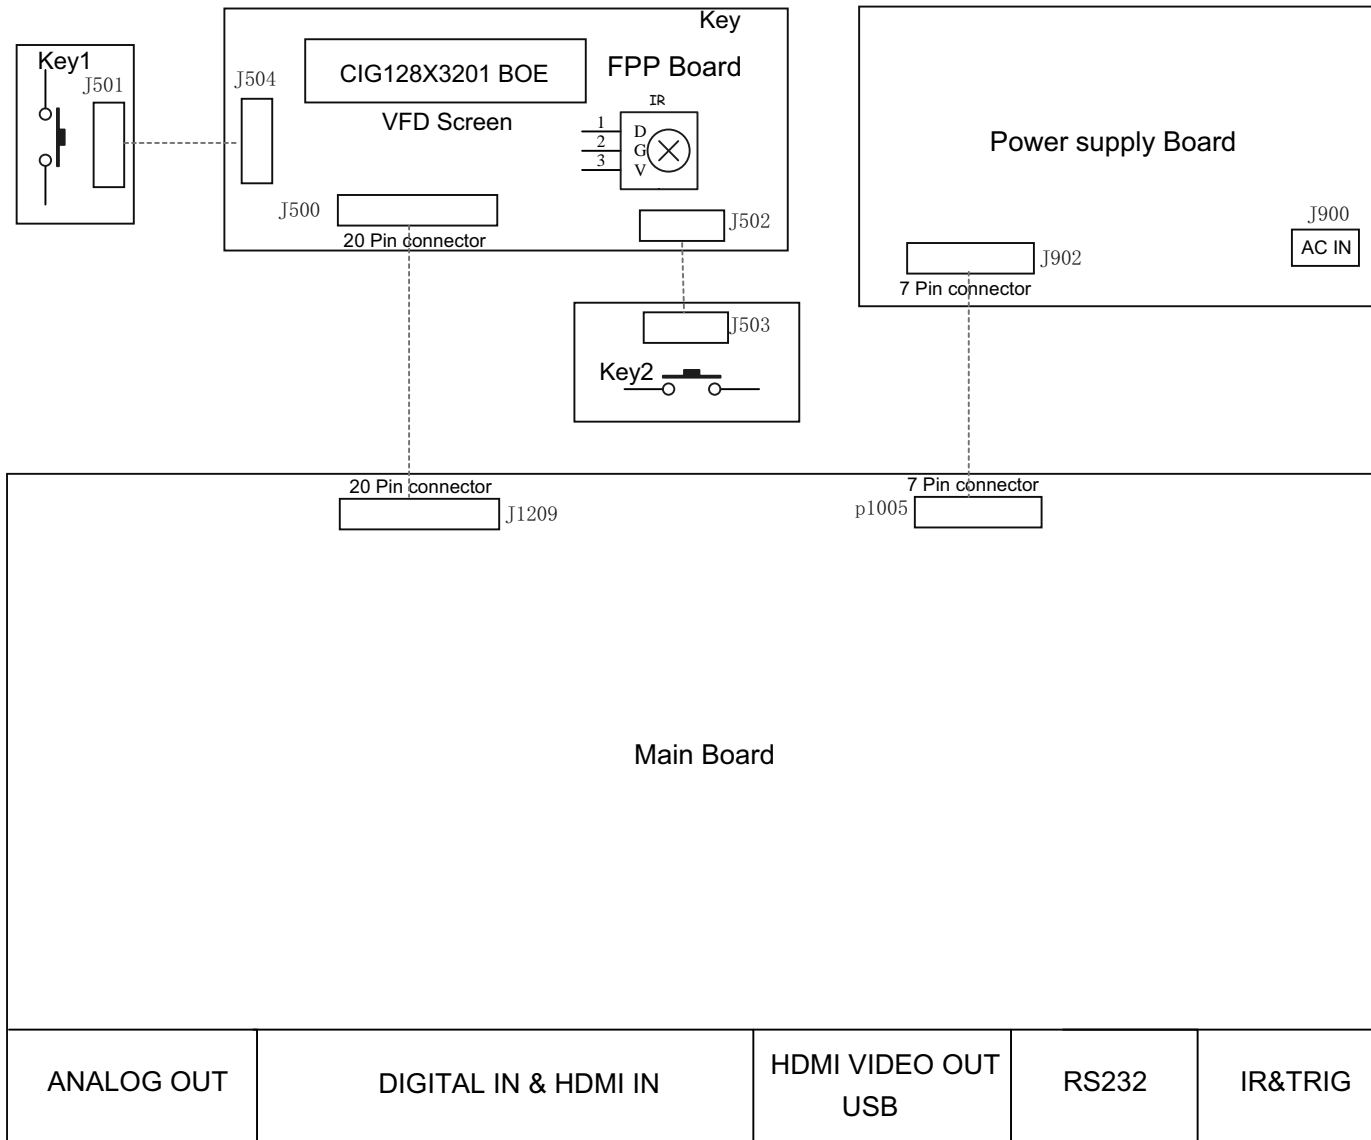 Key
Key1
J501
J504
CIG128X3201 BOE
FPP Board
VFD Screen
IR
1 D
2 G
3 V
Power supply Board
J500
20 Pin connector
J502
J900
AC IN
J902
7 Pin connector
J503
Key2
20 Pin connector
J1209
7 Pin connector
p1005
Main Board
ANALOG OUT
DIGITAL IN & HDMI IN
HDMI VIDEO OUT
USB
RS232
IR&TRIG